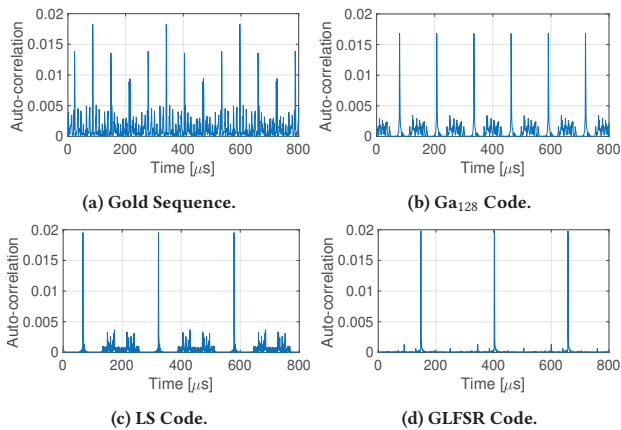 0.02
0.015
0.01
0.005
0
Auto-correlation
0 200 400 600 800
Time [μs]
(a) Gold Sequence.
0.02
0.015
0.01
0.005
0
Auto-correlation
0 200 400 600 800
Time [μs]
(b) Ga₁₂₈ Code.
0.02
0.015
0.01
0.005
0
Auto-correlation
0 200 400 600 800
Time [μs]
(c) LS Code.
0.02
0.015
0.01
0.005
0
Auto-correlation
0 200 400 600 800
Time [μs]
(d) GLFSR Code.